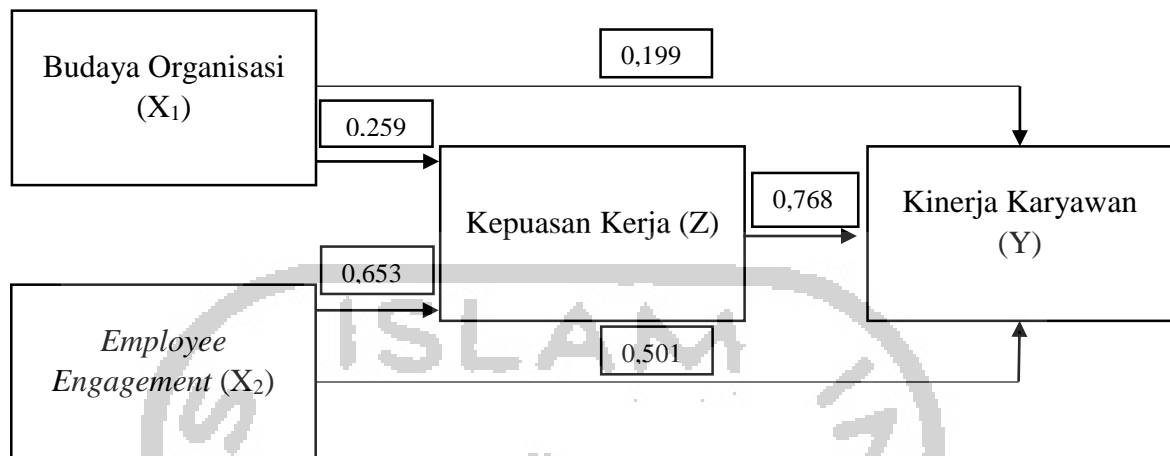 Budaya Organisasi
(X₁)
0,199
0,259
Kepuasan Kerja (Z)
0,768
Kinerja Karyawan
(Y)
0,653
Employee
Engagement (X₂)
0,501
ISLAM